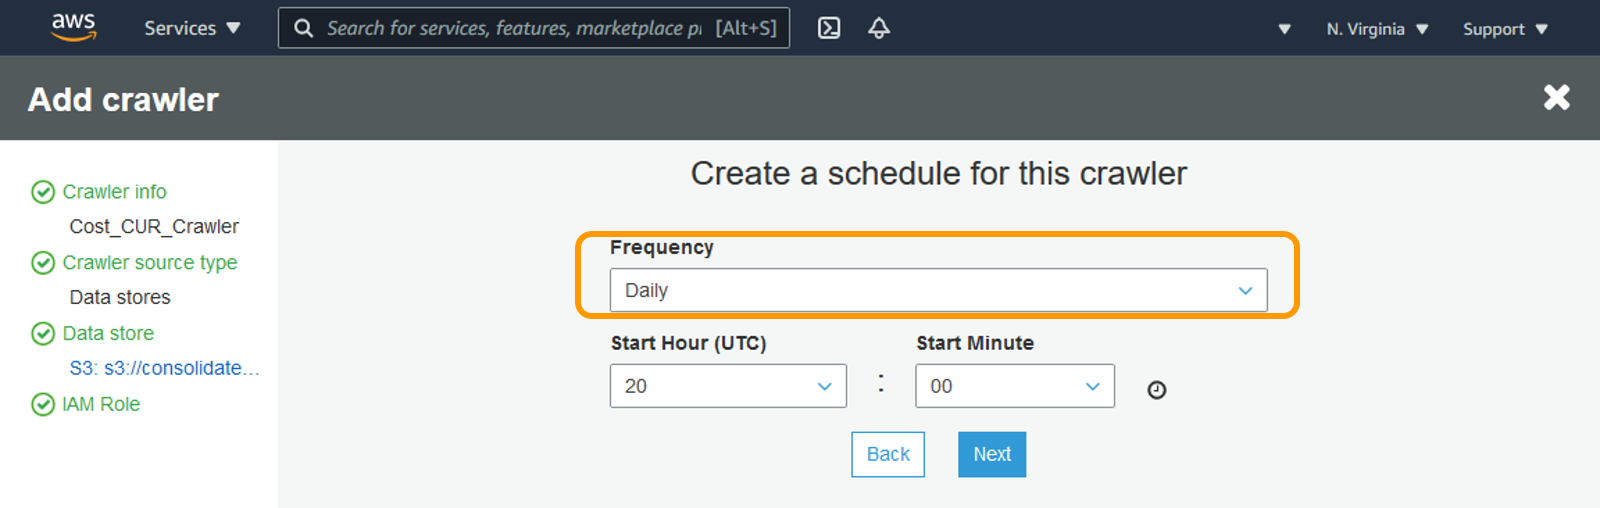 aws Services Search for services, features, marketplace pr [Alt+S] N. Virginia Support
Add crawler
Create a schedule for this crawler
Crawler info
Cost_CUR_Crawler
Crawler source type
Data stores
Data store
S3: s3://consolidate...
IAM Role
Frequency
Daily
Start Hour (UTC) Start Minute
20 : 00
Back Next